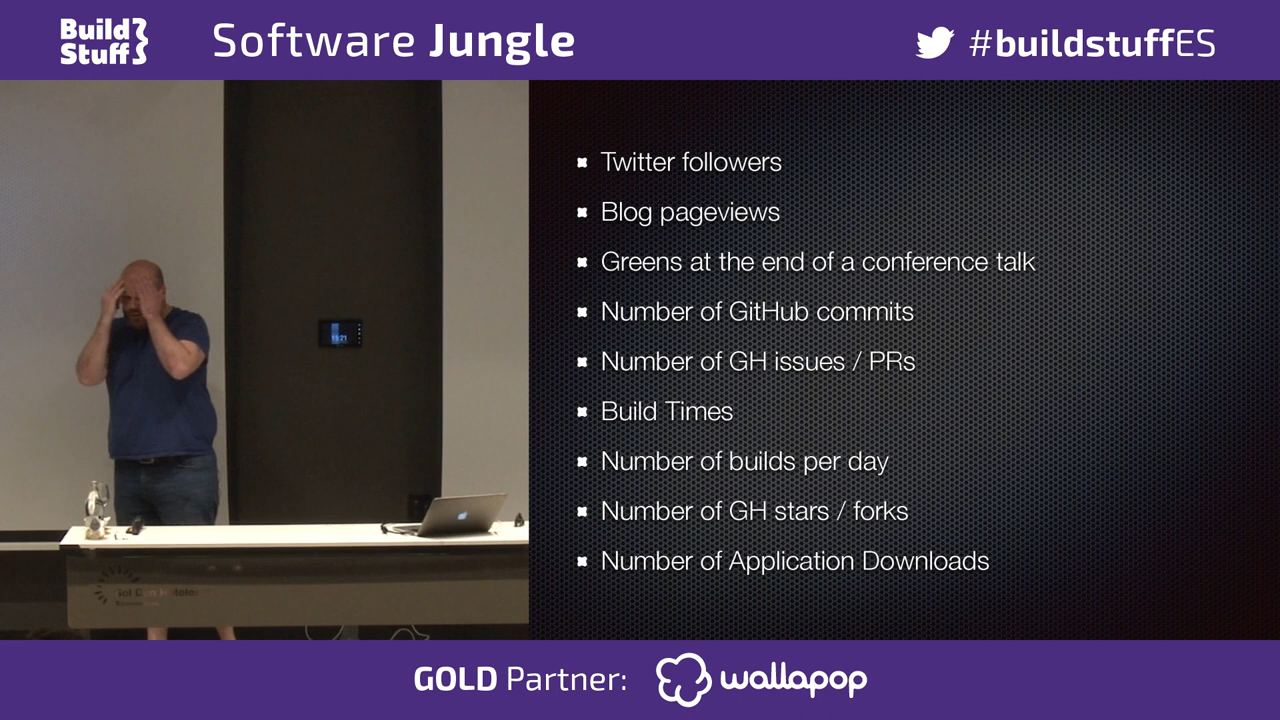 Build
Stuff
Software Jungle
#buildstuffES
Twitter followers
Blog pageviews
Greens at the end of a conference talk
Number of GitHub commits
Number of GH issues / PRs
Build Times
Number of builds per day
Number of GH stars / forks
Number of Application Downloads
GOLD Partner:
wallapop